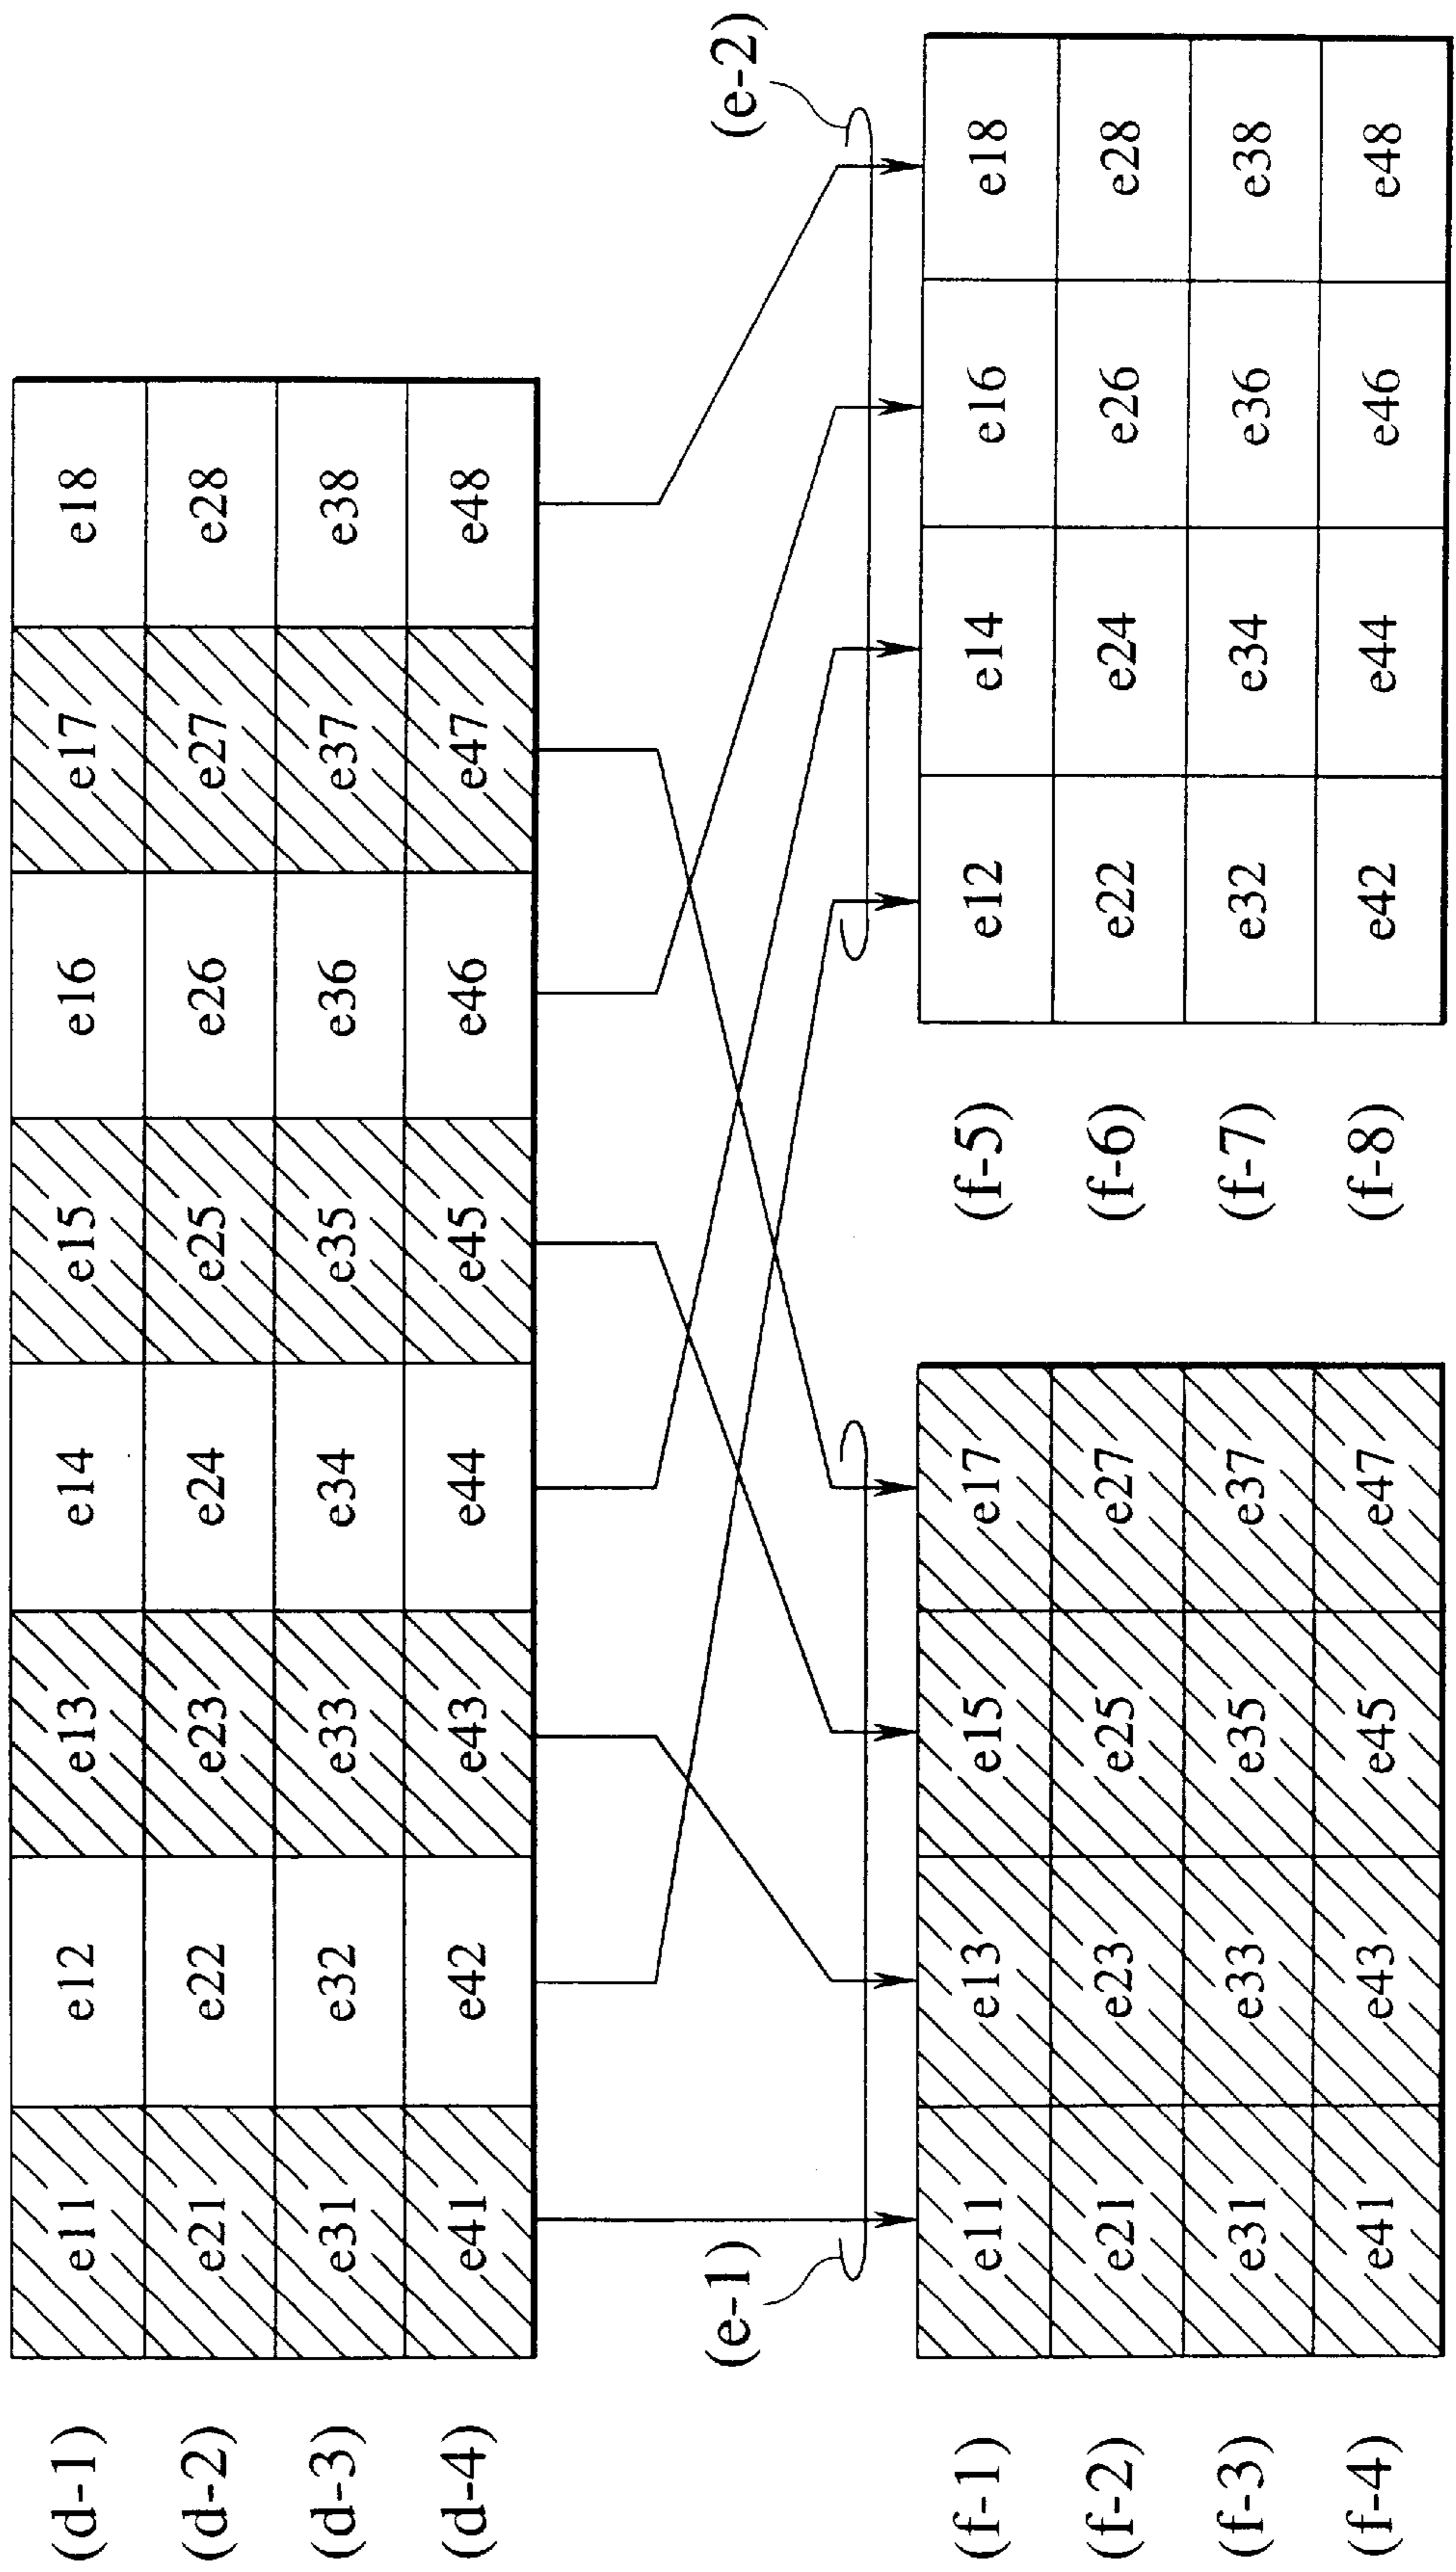 (d-1) e11 e12 e13 e14 e15 e16 e17 e18
(d-2) e21 e22 e23 e24 e25 e26 e27 e28
(d-3) e31 e32 e33 e34 e35 e36 e37 e38
(d-4) e41 e42 e43 e44 e45 e46 e47 e48
(e-1)
(e-2)
(f-1) e11 e13 e15 e17
(f-2) e21 e23 e25 e27
(f-3) e31 e33 e35 e37
(f-4) e41 e43 e45 e47
(f-5) e12 e14 e16 e18
(f-6) e22 e24 e26 e28
(f-7) e32 e34 e36 e38
(f-8) e42 e44 e46 e48